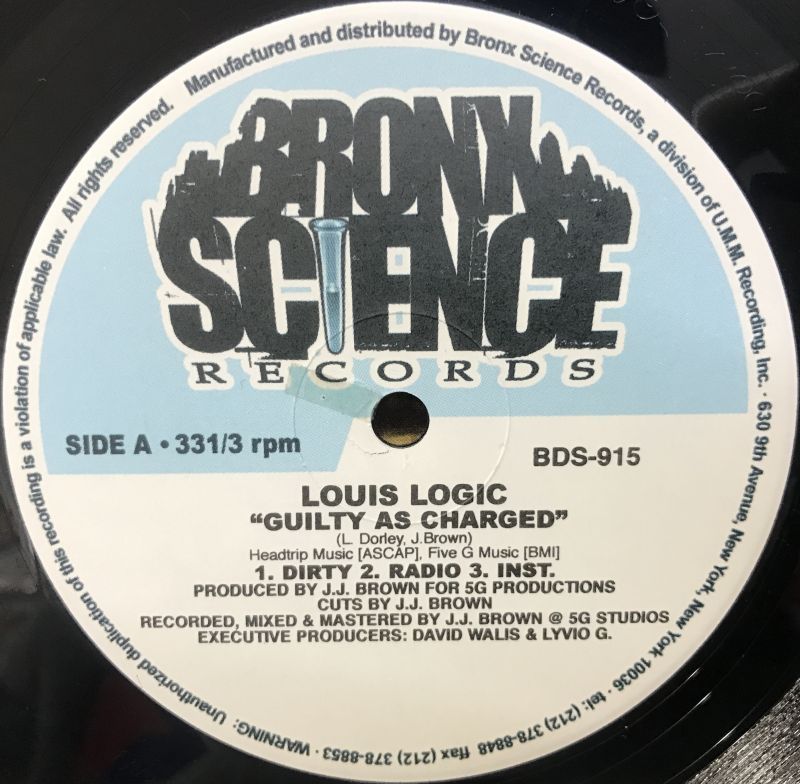 Manufactured and distributed by Bronx Science Records, a division of U.M.M. Recording, Inc. · 630 9th Avenue, New York, New York 10036 · tel: (212) 378-8848 ffax (212) 378-8853 · WARNING: Unauthorized duplication of this recording is a violation of applicable law. All rights reserved.
BRONX
SCIENCE
RECORDS
SIDE A • 331/3 rpm
BDS-915
LOUIS LOGIC
“GUILTY AS CHARGED”
(L. Dorley, J.Brown)
Headtrip Music [ASCAP], Five G Music [BMI]
1. DIRTY 2. RADIO 3. INST.
PRODUCED BY J.J. BROWN FOR 5G PRODUCTIONS
CUTS BY J.J. BROWN
RECORDED, MIXED & MASTERED BY J.J. BROWN @ 5G STUDIOS
EXECUTIVE PRODUCERS: DAVID WALIS & LYVIO G.